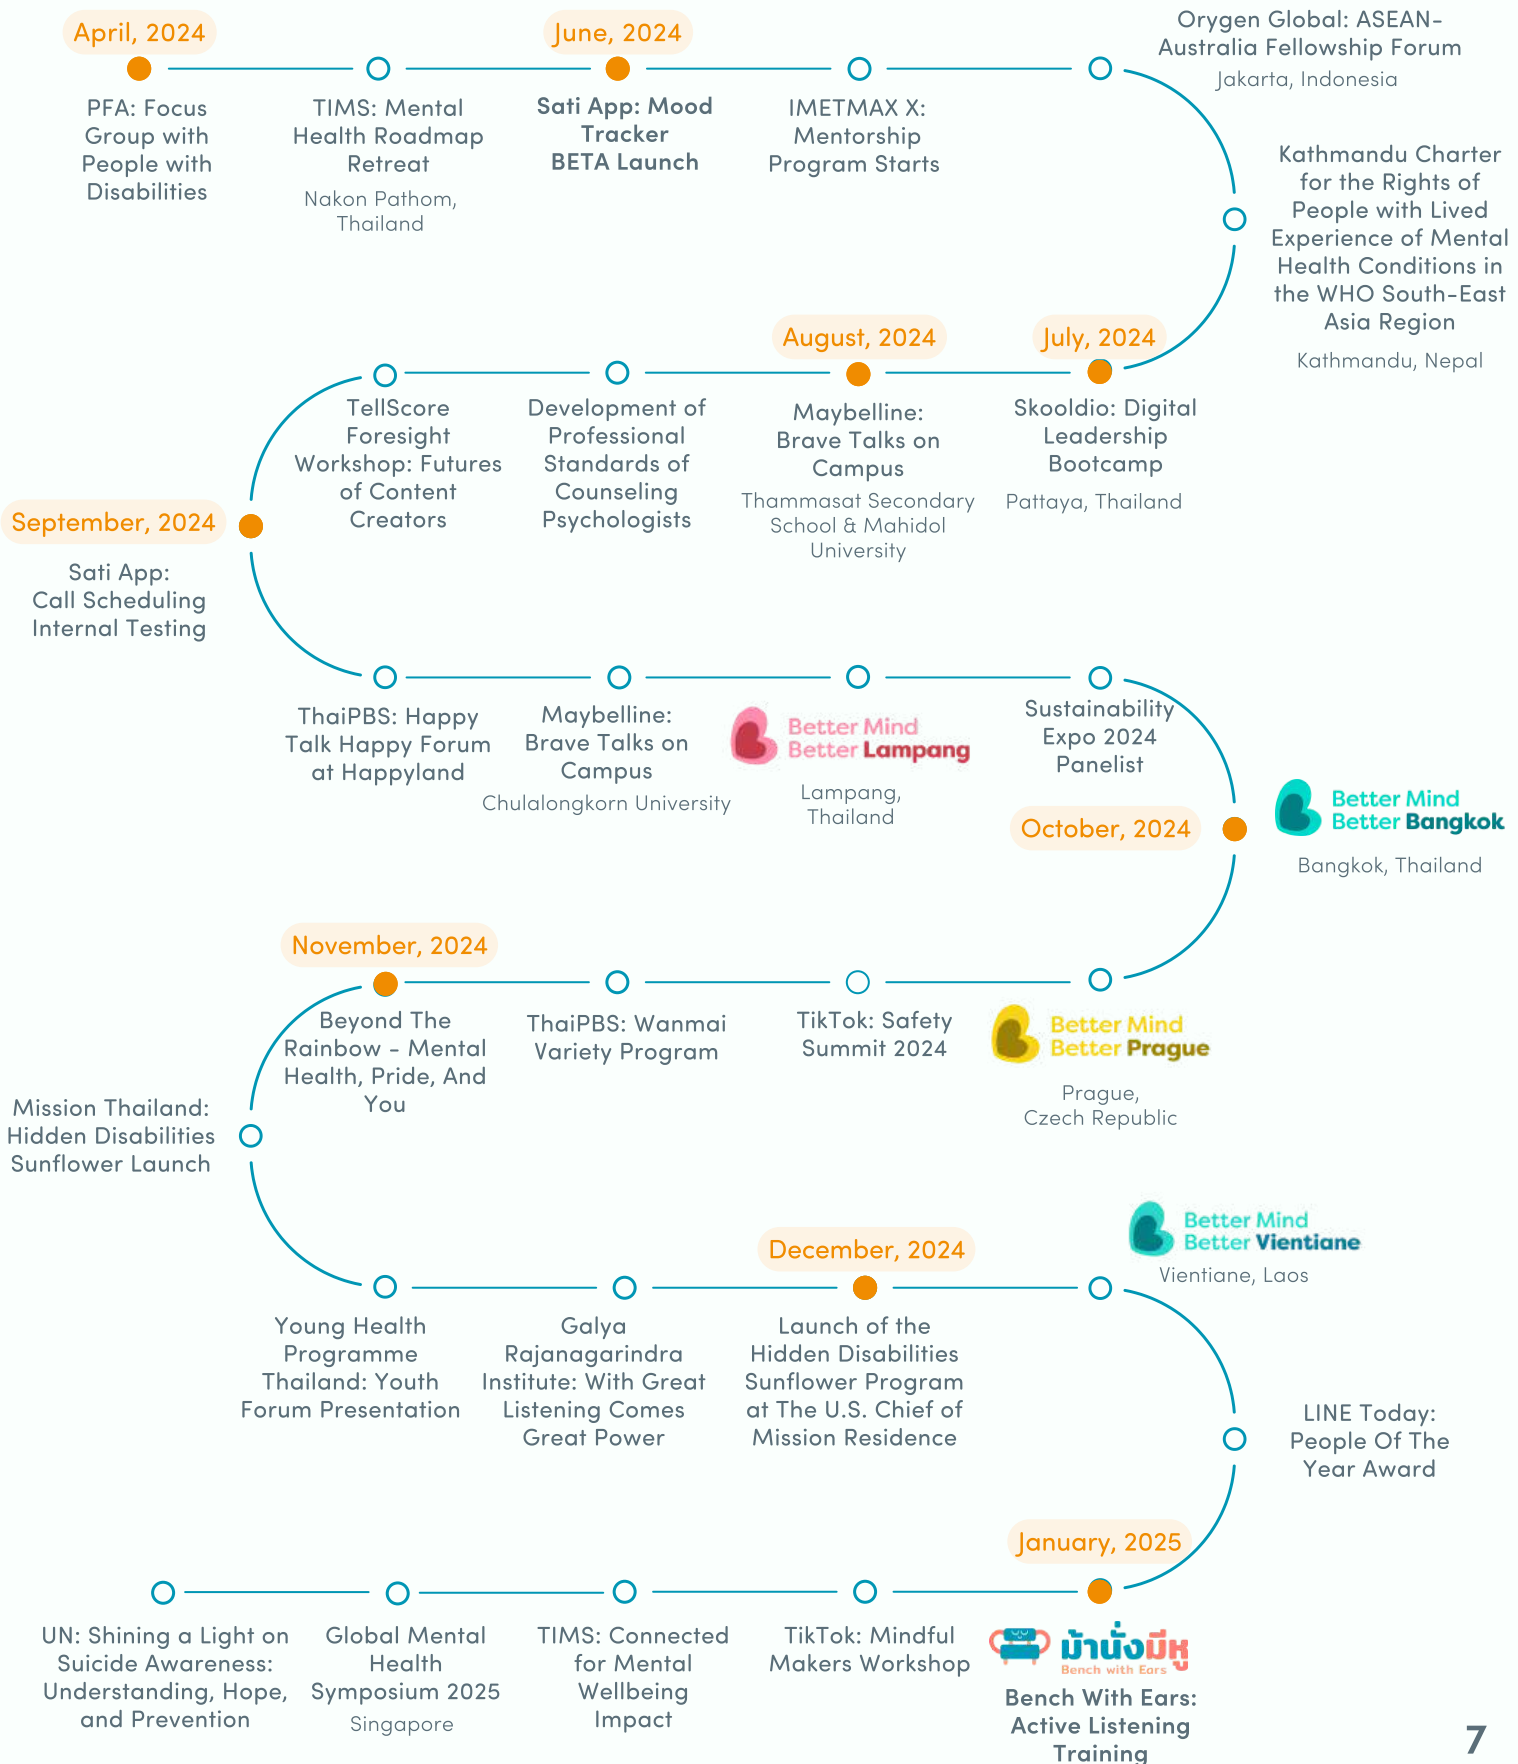 April, 2024
PFA: Focus
Group with
People with
Disabilities
TIMS: Mental
Health Roadmap
Retreat
Nakon Pathom,
Thailand
June, 2024
Sati App: Mood
Tracker
BETA Launch
IMETMAX X:
Mentorship
Program Starts
Orygen Global: ASEAN-
Australia Fellowship Forum
Jakarta, Indonesia
Kathmandu Charter
for the Rights of
People with Lived
Experience of Mental
Health Conditions in
the WHO South-East
Asia Region
Kathmandu, Nepal
July, 2024
Skooldio: Digital
Leadership
Bootcamp
Pattaya, Thailand
August, 2024
Maybelline:
Brave Talks on
Campus
Thammasat Secondary
School & Mahidol
University
Development of
Professional
Standards of
Counseling
Psychologists
TellScore
Foresight
Workshop: Futures
of Content
Creators
September, 2024
Sati App:
Call Scheduling
Internal Testing
ThaiPBS: Happy
Talk Happy Forum
at Happyland
Maybelline:
Brave Talks on
Campus
Chulalongkorn University
Better Mind
Better Lampang
Lampang,
Thailand
Sustainability
Expo 2024
Panelist
October, 2024
Better Mind
Better Bangkok
Bangkok, Thailand
Better Mind
Better Prague
Prague,
Czech Republic
TikTok: Safety
Summit 2024
ThaiPBS: Wanmai
Variety Program
November, 2024
Beyond The
Rainbow - Mental
Health, Pride, And
You
Mission Thailand:
Hidden Disabilities
Sunflower Launch
Young Health
Programme
Thailand: Youth
Forum Presentation
Galya
Rajanagarindra
Institute: With Great
Listening Comes
Great Power
December, 2024
Launch of the
Hidden Disabilities
Sunflower Program
at The U.S. Chief of
Mission Residence
Better Mind
Better Vientiane
Vientiane, Laos
LINE Today:
People Of The
Year Award
January, 2025
ม้านั่งมีหู
Bench with Ears
Bench With Ears:
Active Listening
Training
TikTok: Mindful
Makers Workshop
TIMS: Connected
for Mental
Wellbeing
Impact
Global Mental
Health
Symposium 2025
Singapore
UN: Shining a Light on
Suicide Awareness:
Understanding, Hope,
and Prevention
7